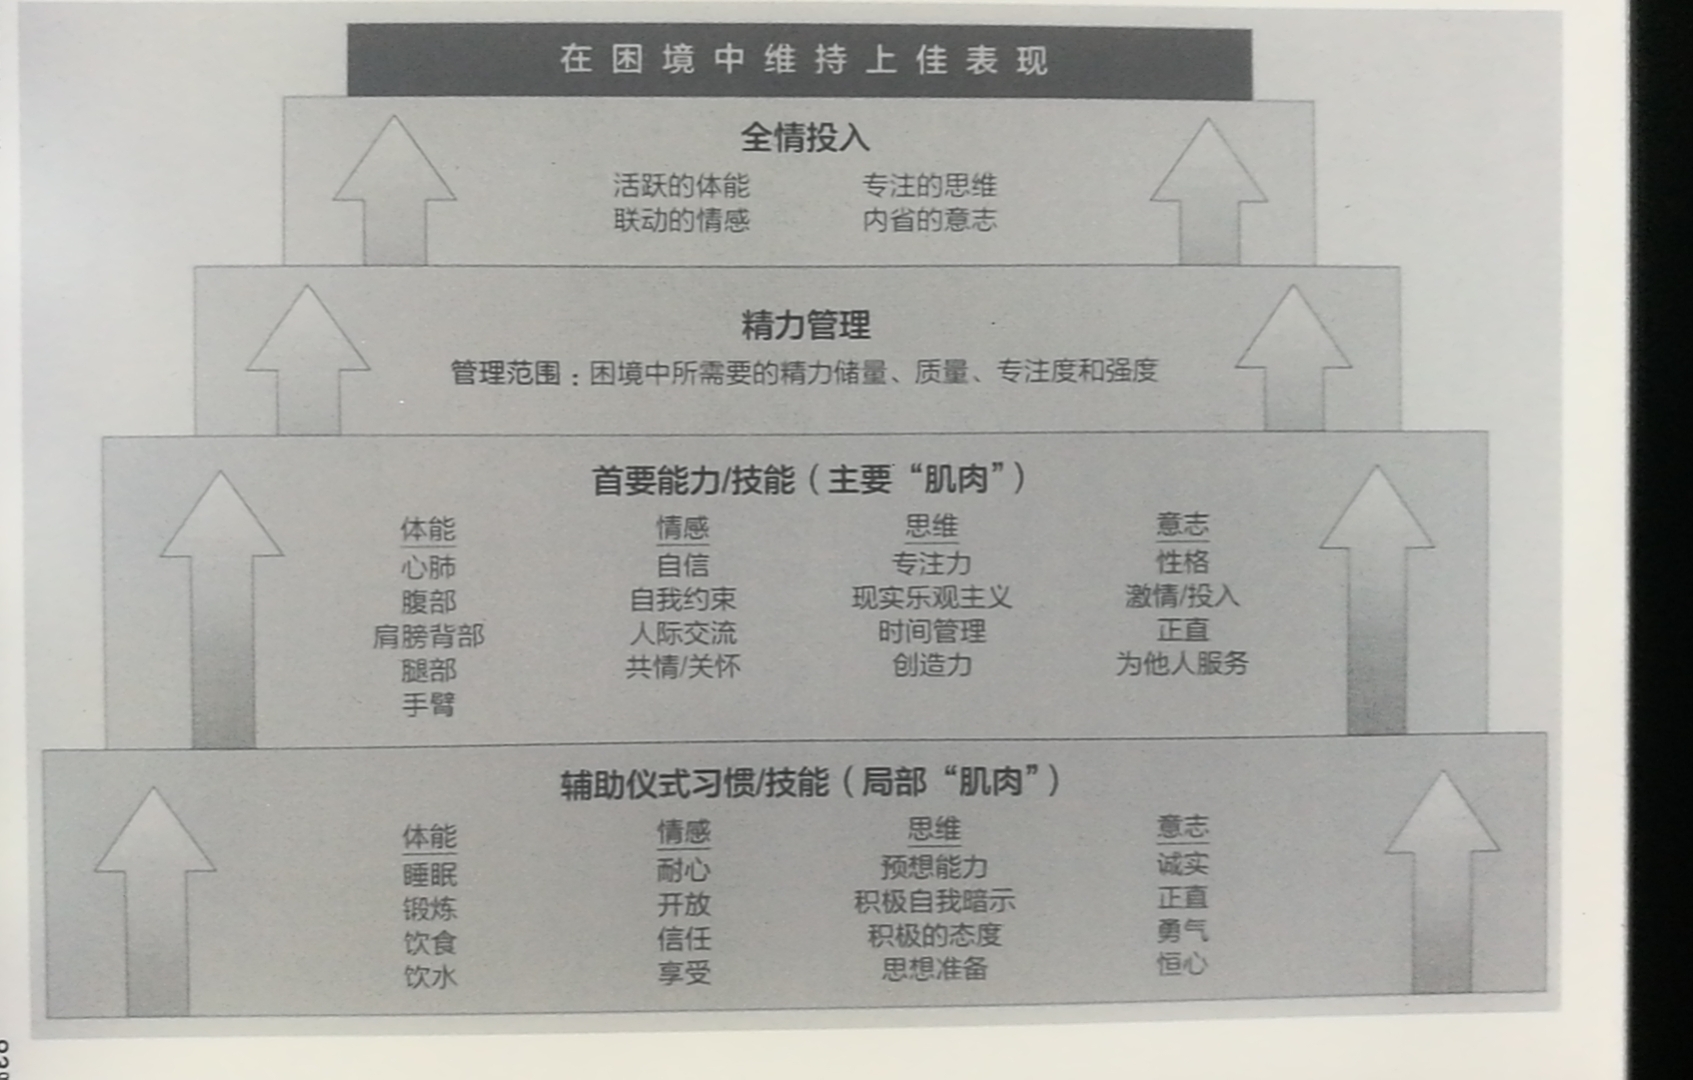 在困境中维持上佳表现
全情投入
活跃的体能 专注的思维
联动的情感 内省的意志
精力管理
管理范围：困境中所需要的精力储量、质量、专注度和强度
首要能力/技能（主要“肌肉”）
体能 情感 思维 意志
心肺 自信 专注力 性格
腹部 自我约束 现实乐观主义 激情/投入
肩膀背部 人际交流 时间管理 正直
腿部 共情/关怀 创造力 为他人服务
手臂
辅助仪式习惯/技能（局部“肌肉”）
体能 情感 思维 意志
睡眠 耐心 预想能力 诚实
锻炼 开放 积极自我暗示 正直
饮食 信任 积极的态度 勇气
饮水 享受 思想准备 恒心